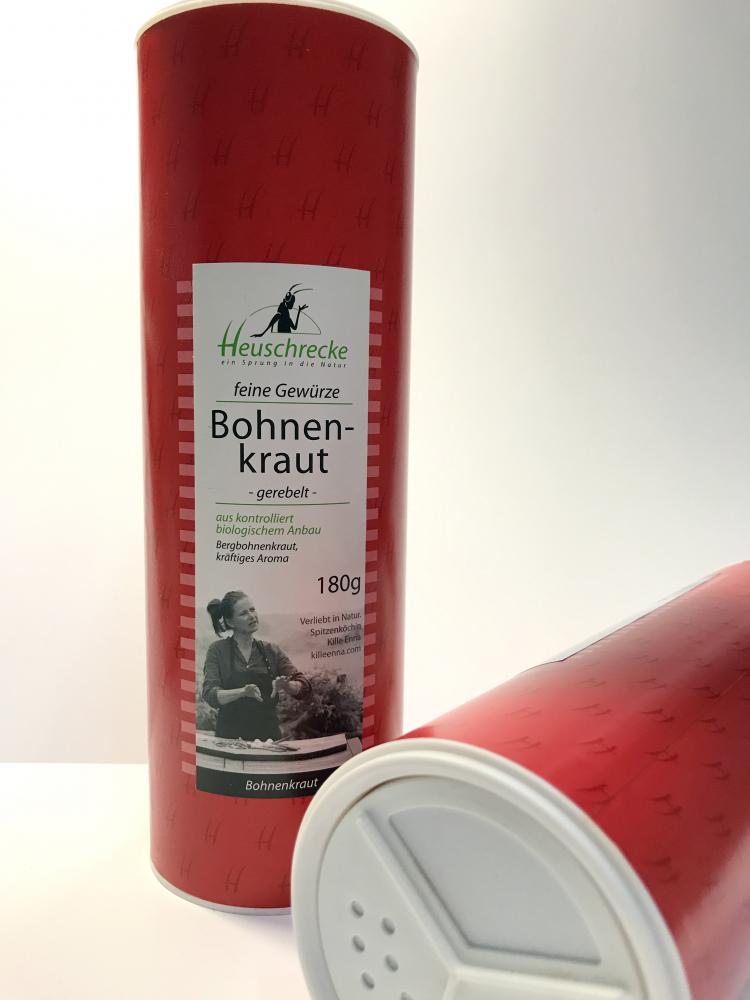 Heuschrecke
ein Sprung in die Natur
feine Gewürze
Bohnen-
kraut
- gerebelt -
aus kontrolliert
biologischem Anbau
Bergbohnenkraut,
kräftiges Aroma
180g
Verliebt in Natur.
Spitzenköchin
Kille Enna
killeenna.com
Bohnenkraut